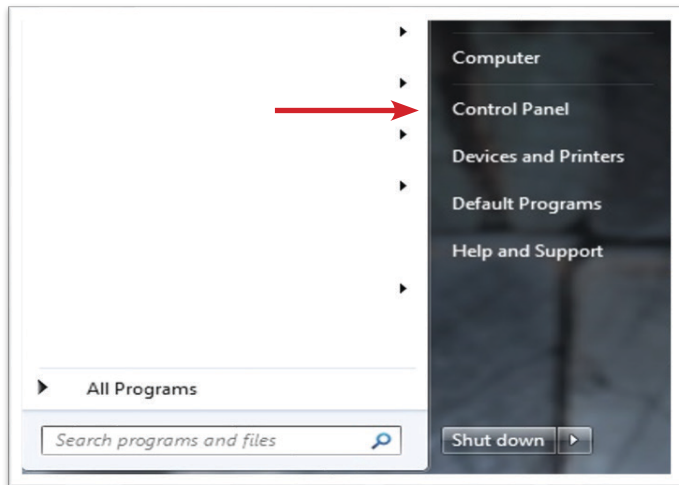 Computer
Control Panel
Devices and Printers
Default Programs
Help and Support
All Programs
Search programs and files
Shut down